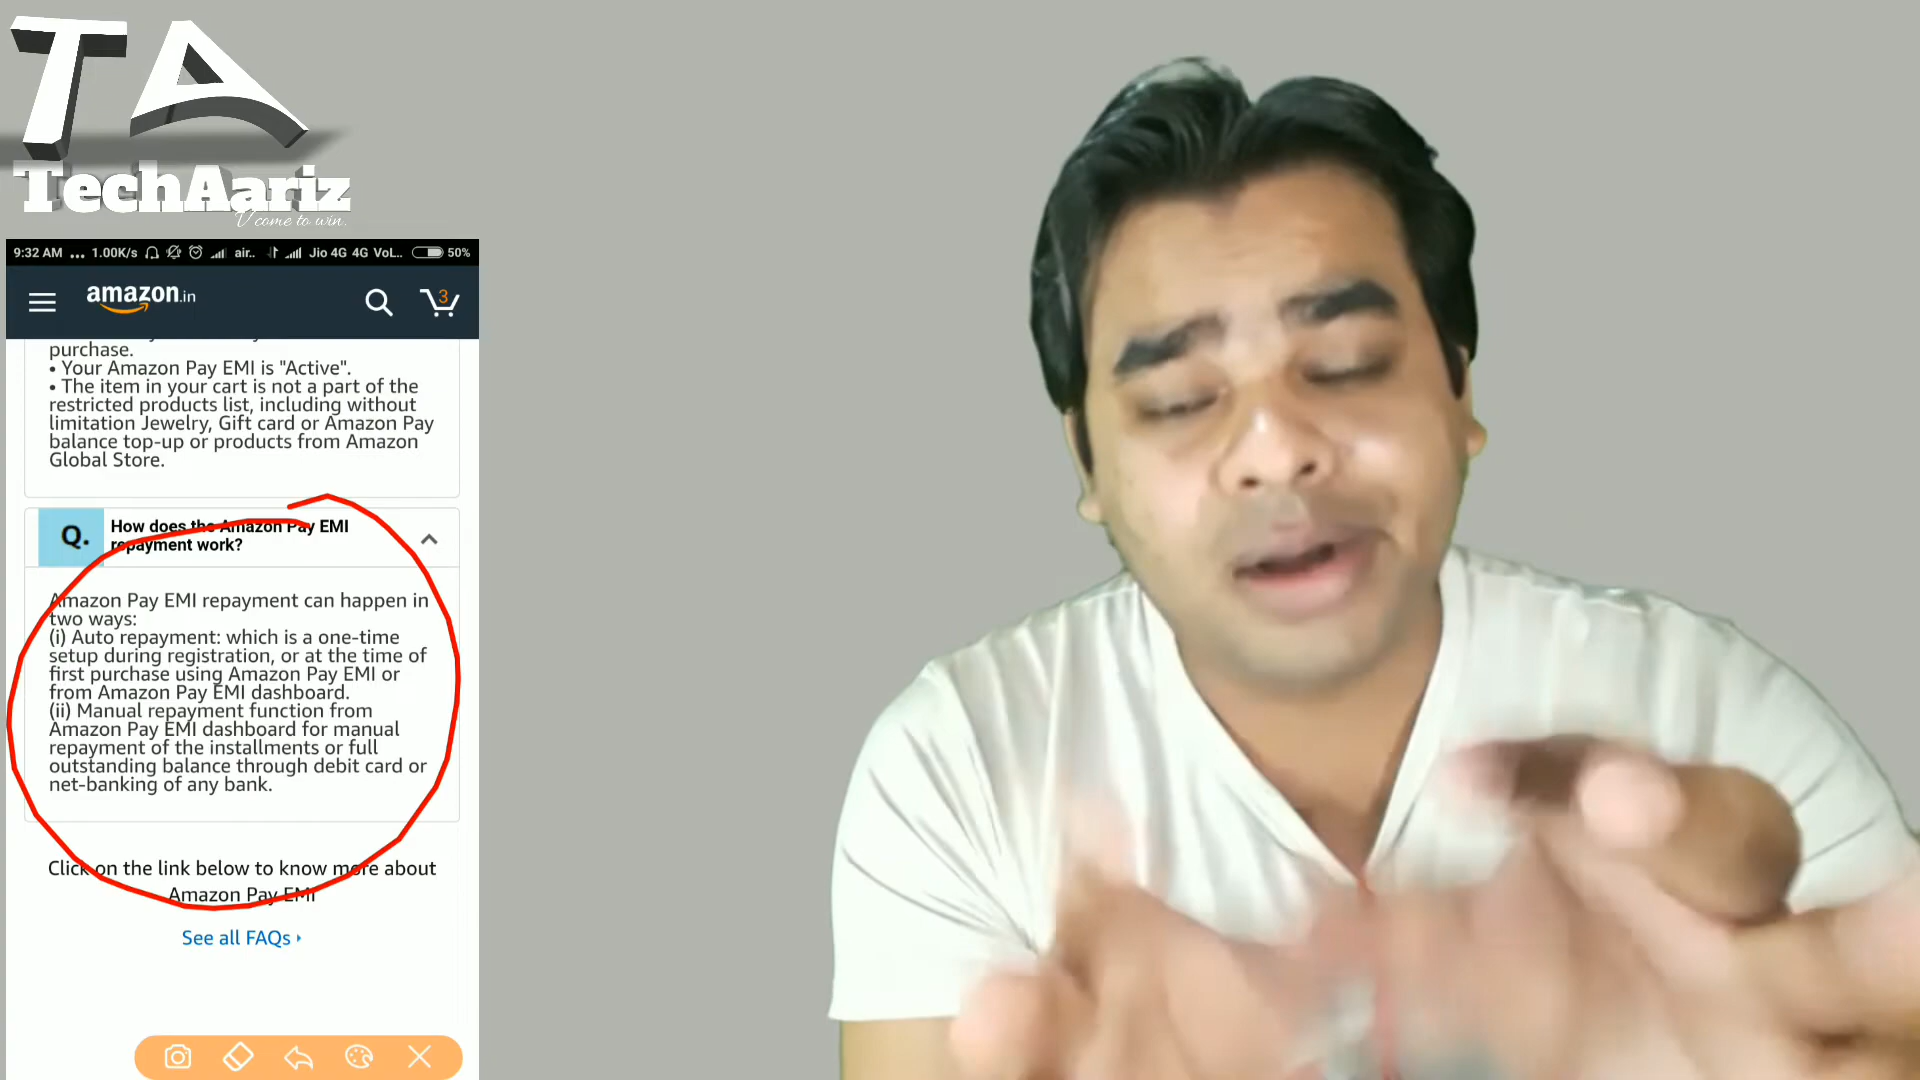 TA
TechAariz
V come to win.
9:32 AM ... 1.00K/s air.. Jio 4G 4G VoL... 50%
amazon.in
3
purchase.
• Your Amazon Pay EMI is "Active".
• The item in your cart is not a part of the
restricted products list, including without
limitation Jewelry, Gift card or Amazon Pay
balance top-up or products from Amazon
Global Store.
Q. How does the Amazon Pay EMI
repayment work?
Amazon Pay EMI repayment can happen in
two ways:
(i) Auto repayment: which is a one-time
setup during registration, or at the time of
first purchase using Amazon Pay EMI or
from Amazon Pay EMI dashboard.
(ii) Manual repayment function from
Amazon Pay EMI dashboard for manual
repayment of the installments or full
outstanding balance through debit card or
net-banking of any bank.
Click on the link below to know more about
Amazon Pay EMI
See all FAQs